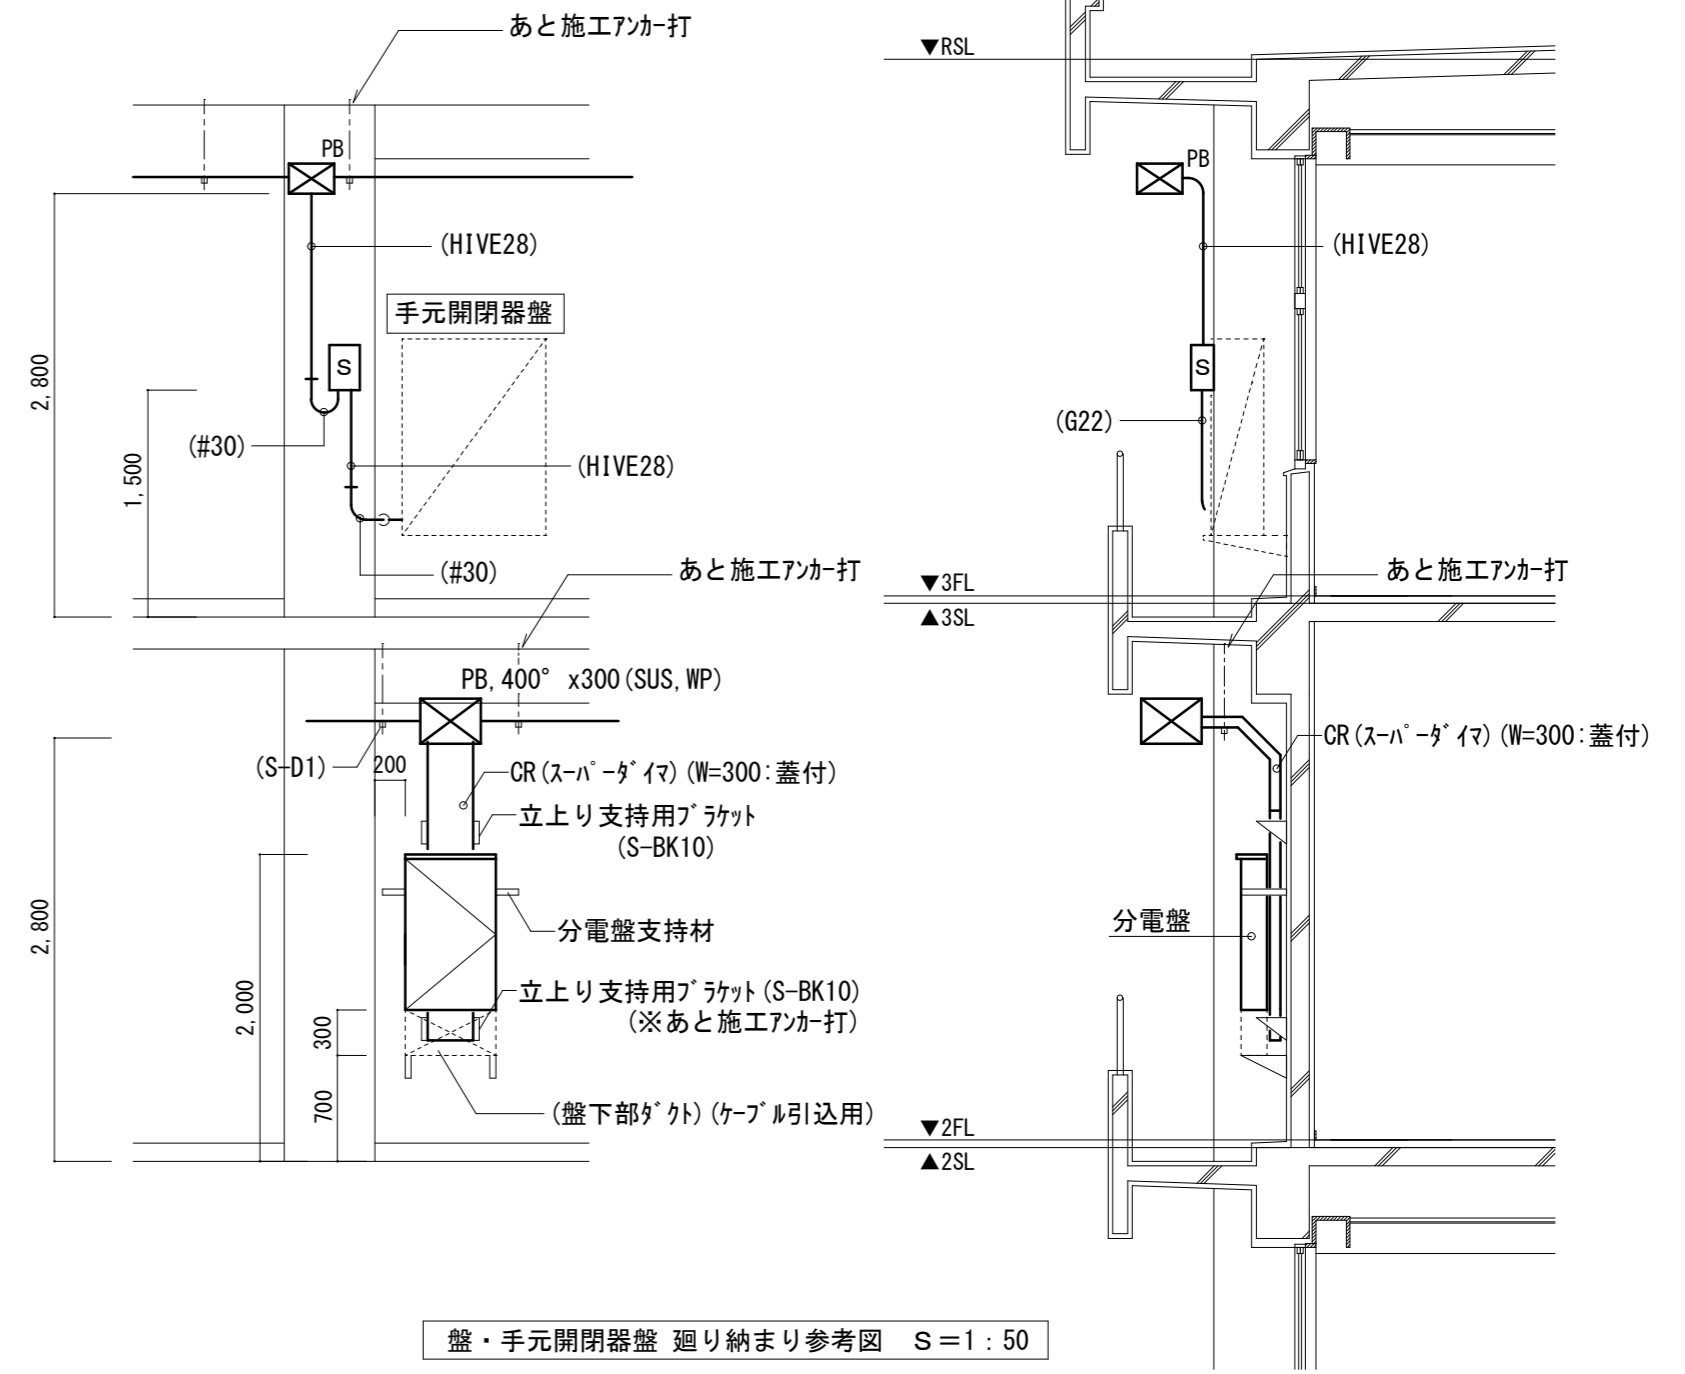 あと施工ｱﾝｶｰ打
▼RSL
PB
PB
(HIVE28)
(HIVE28)
手元開閉器盤
S
S
2,800
1,500
(#30)
(G22)
(HIVE28)
(#30)
あと施工ｱﾝｶｰ打
▼3FL
あと施工ｱﾝｶｰ打
▲3SL
PB,400° x300(SUS,WP)
(S-D1)
200
CR(ｽｰﾊﾟｰﾀﾞｲﾏ)(W=300:蓋付)
CR(ｽｰﾊﾟｰﾀﾞｲﾏ)(W=300:蓋付)
立上り支持用ﾌﾞﾗｹｯﾄ
(S-BK10)
2,800
2,000
分電盤支持材
分電盤
立上り支持用ﾌﾞﾗｹｯﾄ(S-BK10)
(※あと施工ｱﾝｶｰ打)
300
700
(盤下部ﾀﾞｸﾄ)(ｹｰﾌﾞﾙ引込用)
▼2FL
▲2SL
盤・手元開閉器盤 廻り納まり参考図 S=1:50